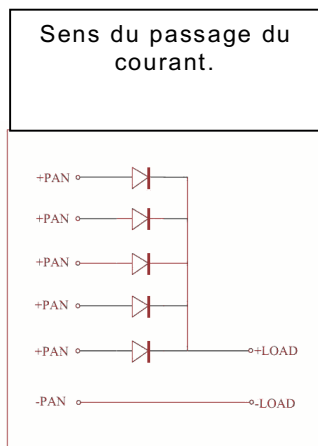 Sens du passage du
courant.
+PAN
+PAN
+PAN
+PAN
+PAN +LOAD
-PAN -LOAD